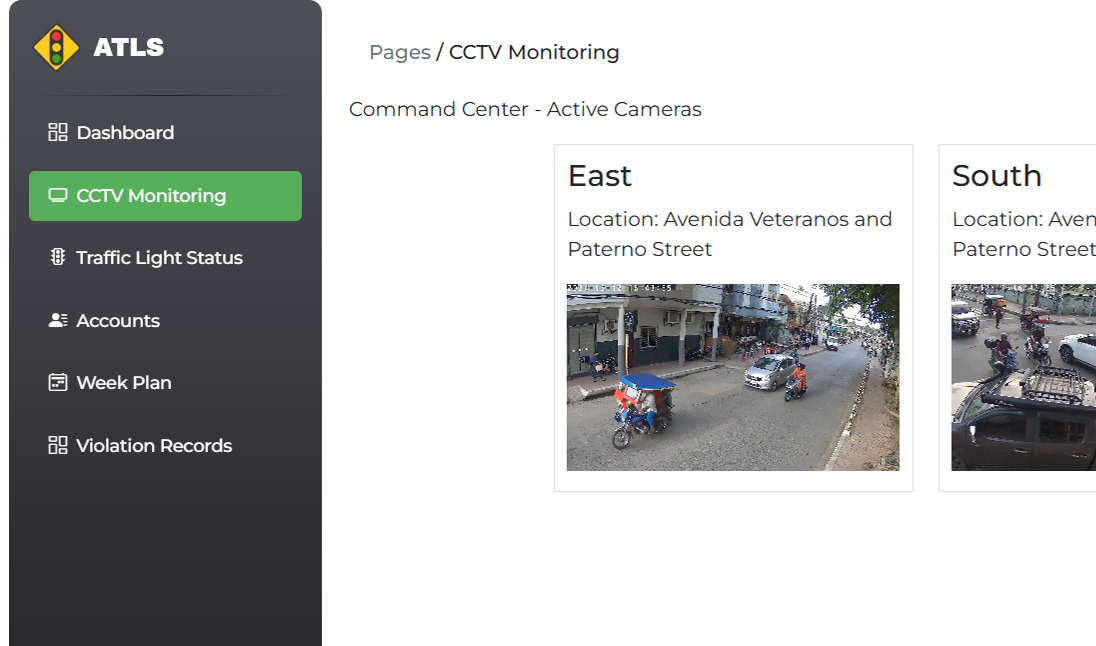 ATLS
Dashboard
CCTV Monitoring
Traffic Light Status
Accounts
Week Plan
Violation Records
Pages / CCTV Monitoring
Command Center - Active Cameras
East
Location: Avenida Veteranos and
Paterno Street
South
Location: Aven
Paterno Street